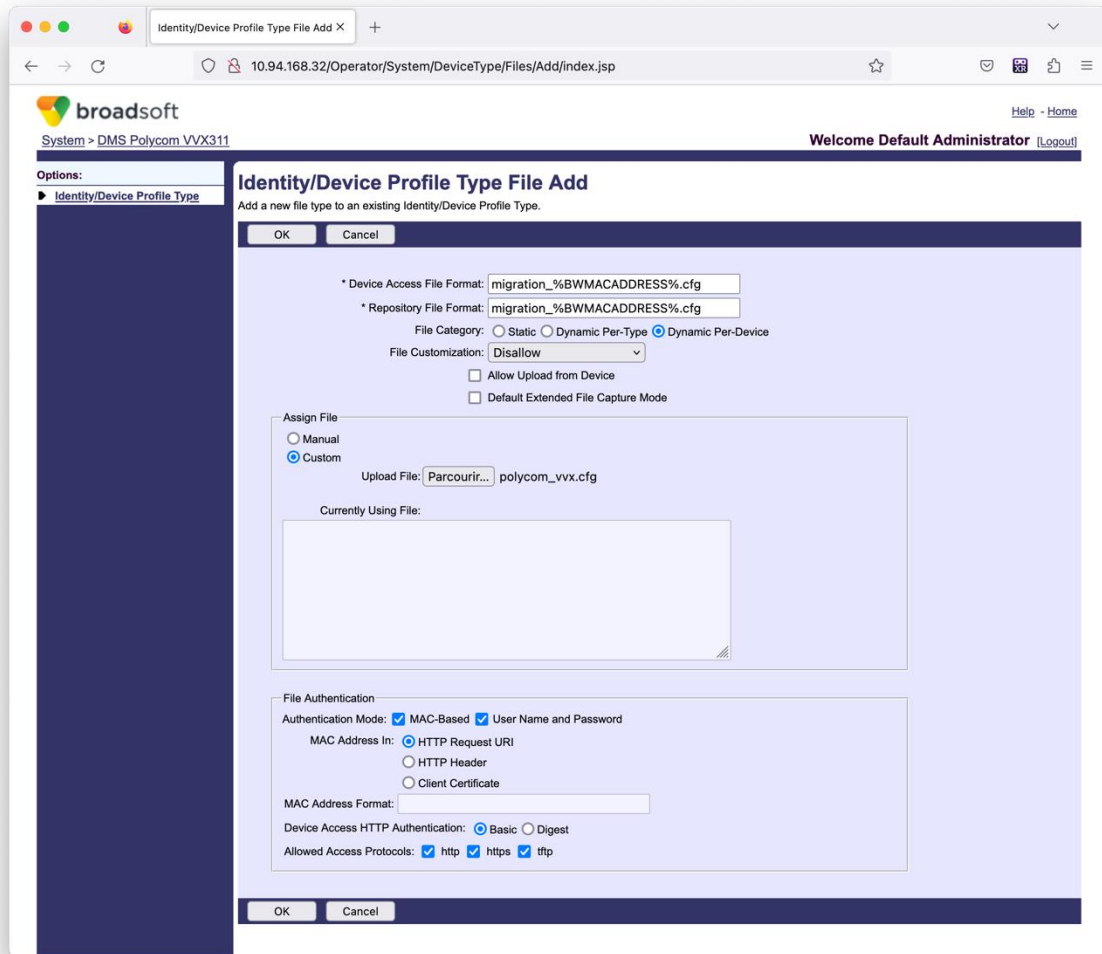 Identity/Device Profile Type File Add
10.94.168.32/Operator/System/DeviceType/Files/Add/index.jsp
XR
broadsoft
Help - Home
System > DMS Polycom VVX311
Welcome Default Administrator [Logout]
Options:
Identity/Device Profile Type
Identity/Device Profile Type File Add
Add a new file type to an existing Identity/Device Profile Type.
OK Cancel
* Device Access File Format: migration_%BWMACADDRESS%.cfg
* Repository File Format: migration_%BWMACADDRESS%.cfg
File Category: Static Dynamic Per-Type Dynamic Per-Device
File Customization: Disallow
Allow Upload from Device
Default Extended File Capture Mode
Assign File
Manual
Custom
Upload File: Parcourir... polycom_vvx.cfg
Currently Using File:
File Authentication
Authentication Mode: MAC-Based User Name and Password
MAC Address In: HTTP Request URI
HTTP Header
Client Certificate
MAC Address Format:
Device Access HTTP Authentication: Basic Digest
Allowed Access Protocols: http https tftp
OK Cancel